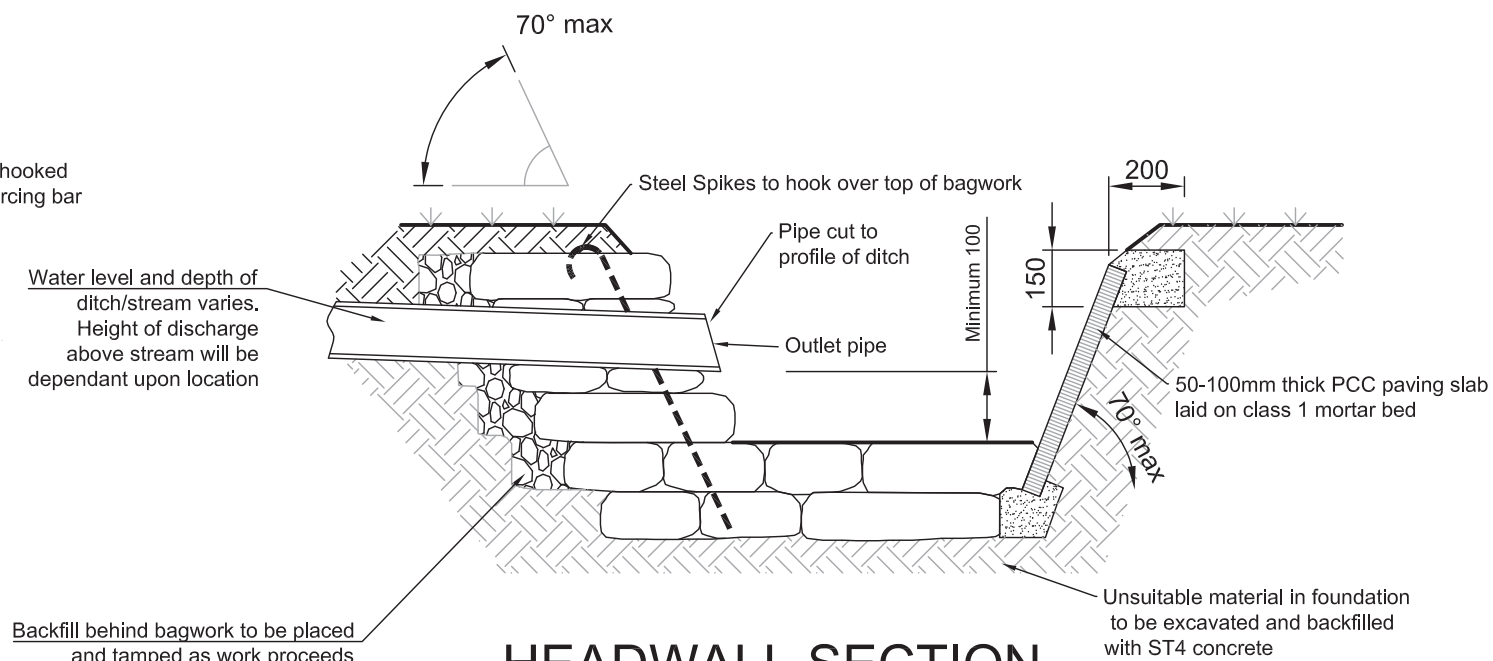 70° max
hooked
rcing bar
Steel Spikes to hook over top of bagwork
200
Pipe cut to
profile of ditch
Minimum 100
150
Water level and depth of
ditch/stream varies.
Height of discharge
above stream will be
dependant upon location
Outlet pipe
50-100mm thick PCC paving slab
laid on class 1 mortar bed
70° max
Unsuitable material in foundation
to be excavated and backfilled
with ST4 concrete
Backfill behind bagwork to be placed
and tamped as work proceeds
HEADWALL SECTION